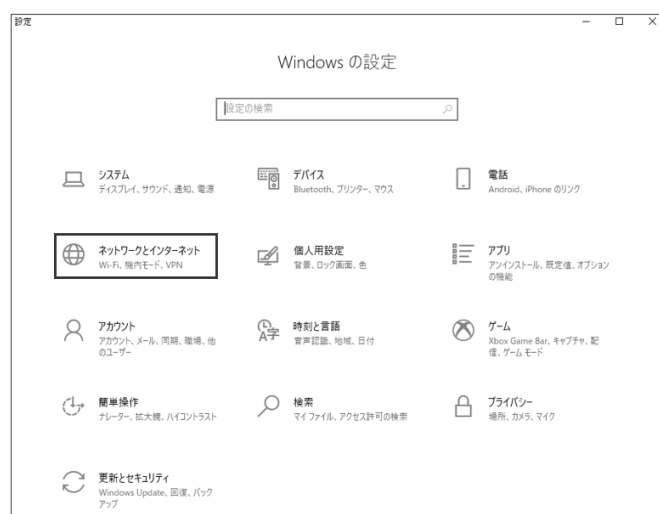 設定
Windows の設定
設定の検索
システム
ディスプレイ、サウンド、通知、電源
デバイス
Bluetooth、プリンター、マウス
電話
Android、iPhone のリンク
ネットワークとインターネット
Wi-Fi、機内モード、VPN
個人用設定
背景、ロック画面、色
アプリ
アンインストール、既定値、オプション
の機能
アカウント
アカウント、メール、同期、職場、他
のユーザー
時刻と言語
音声認識、地域、日付
ゲーム
Xbox Game Bar、キャプチャ、配
信、ゲーム モード
簡単操作
ナレーター、拡大鏡、ハイコントラスト
検索
マイ ファイル、アクセス許可の検索
プライバシー
場所、カメラ、マイク
更新とセキュリティ
Windows Update、回復、バック
アップ